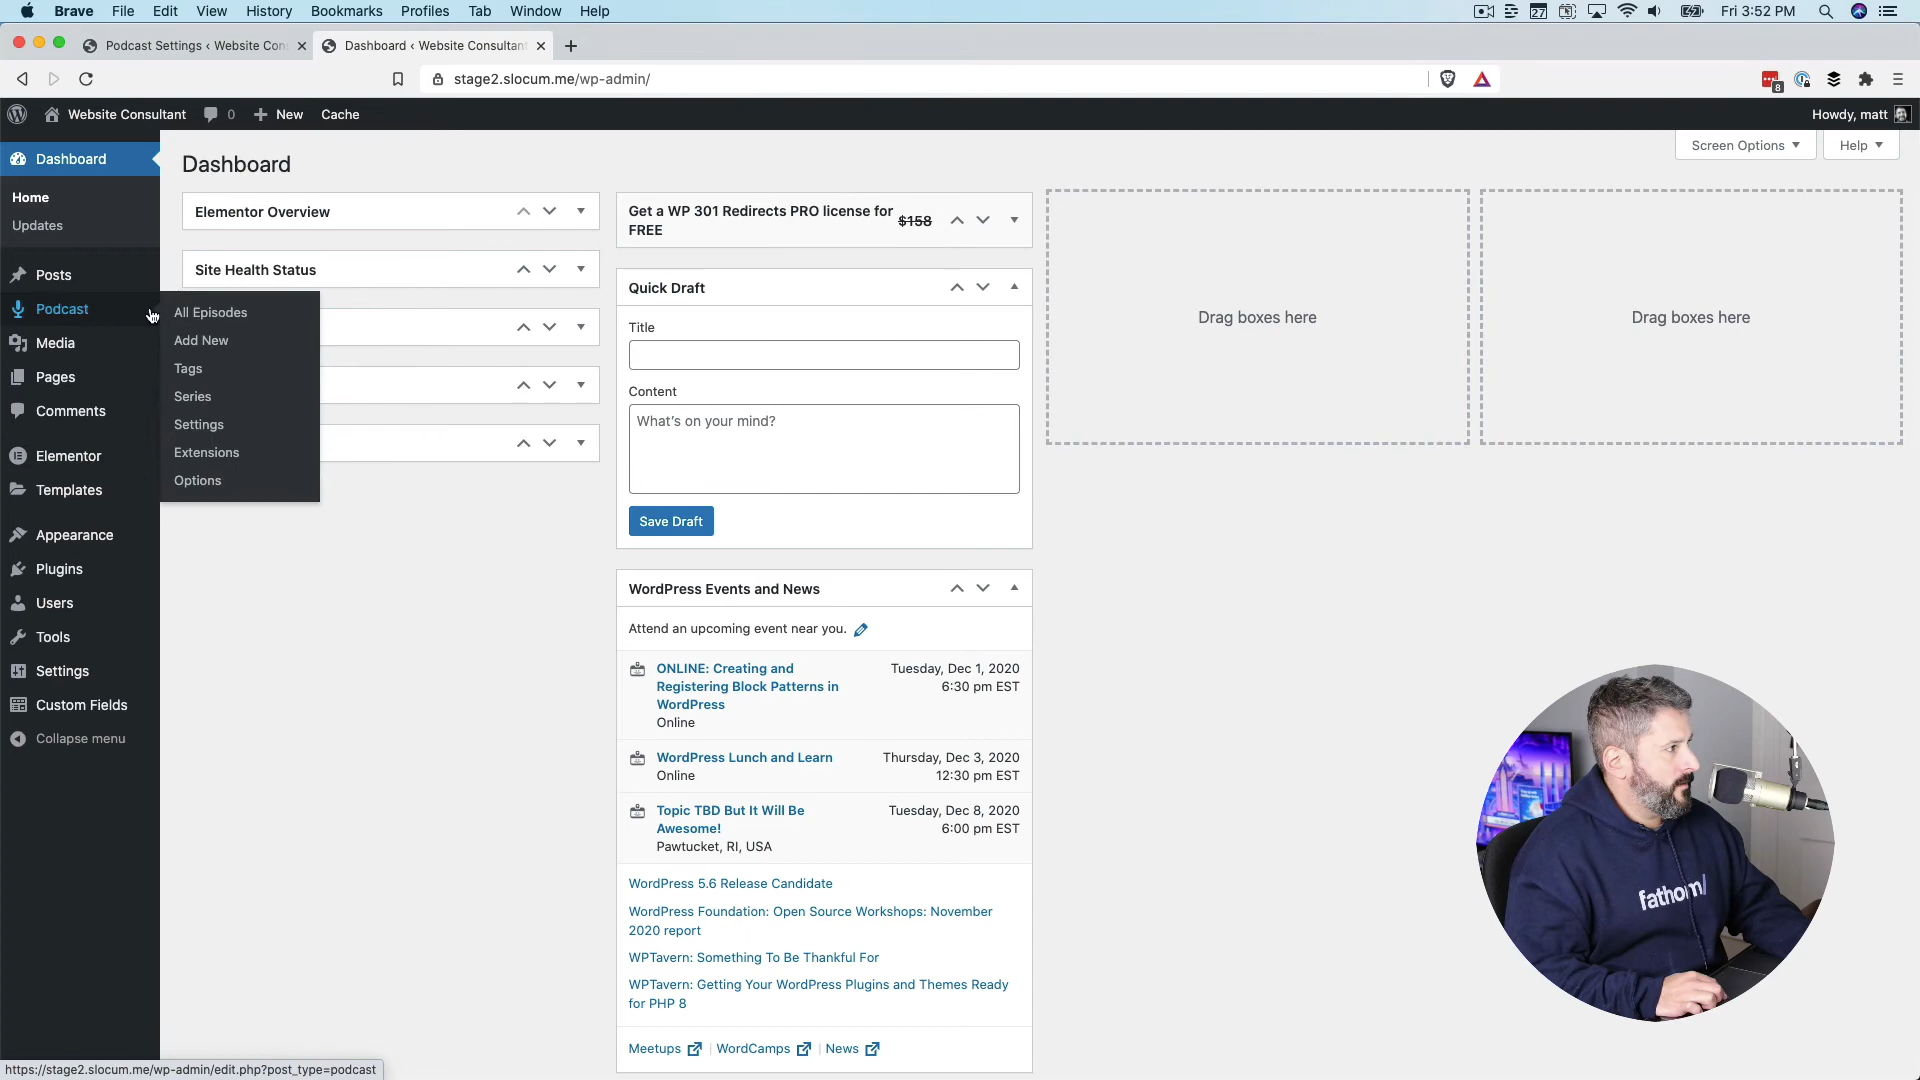 Brave File Edit View History Bookmarks Profiles Tab Window Help
27 Fri 3:52 PM
Podcast Settings ‹ Website Con
Dashboard ‹ Website Consultant
stage2.slocum.me/wp-admin/
8
Website Consultant 0 New Cache
Howdy, matt
Dashboard
Home
Updates
Posts
Podcast
Media
Pages
Comments
Elementor
Templates
Appearance
Plugins
Users
Tools
Settings
Custom Fields
Collapse menu
All Episodes
Add New
Tags
Series
Settings
Extensions
Options
Dashboard
Screen Options
Help
Elementor Overview
Site Health Status
Get a WP 301 Redirects PRO license for $158
FREE
Quick Draft
Title
Content
What's on your mind?
Save Draft
WordPress Events and News
Attend an upcoming event near you.
ONLINE: Creating and Tuesday, Dec 1, 2020
Registering Block Patterns in 6:30 pm EST
WordPress
Online
WordPress Lunch and Learn Thursday, Dec 3, 2020
Online 12:30 pm EST
Topic TBD But It Will Be Tuesday, Dec 8, 2020
Awesome! 6:00 pm EST
Pawtucket, RI, USA
WordPress 5.6 Release Candidate
WordPress Foundation: Open Source Workshops: November
2020 report
WPTavern: Something To Be Thankful For
WPTavern: Getting Your WordPress Plugins and Themes Ready
for PHP 8
Meetups | WordCamps | News
Drag boxes here
Drag boxes here
fathom/
https://stage2.slocum.me/wp-admin/edit.php?post_type=podcast